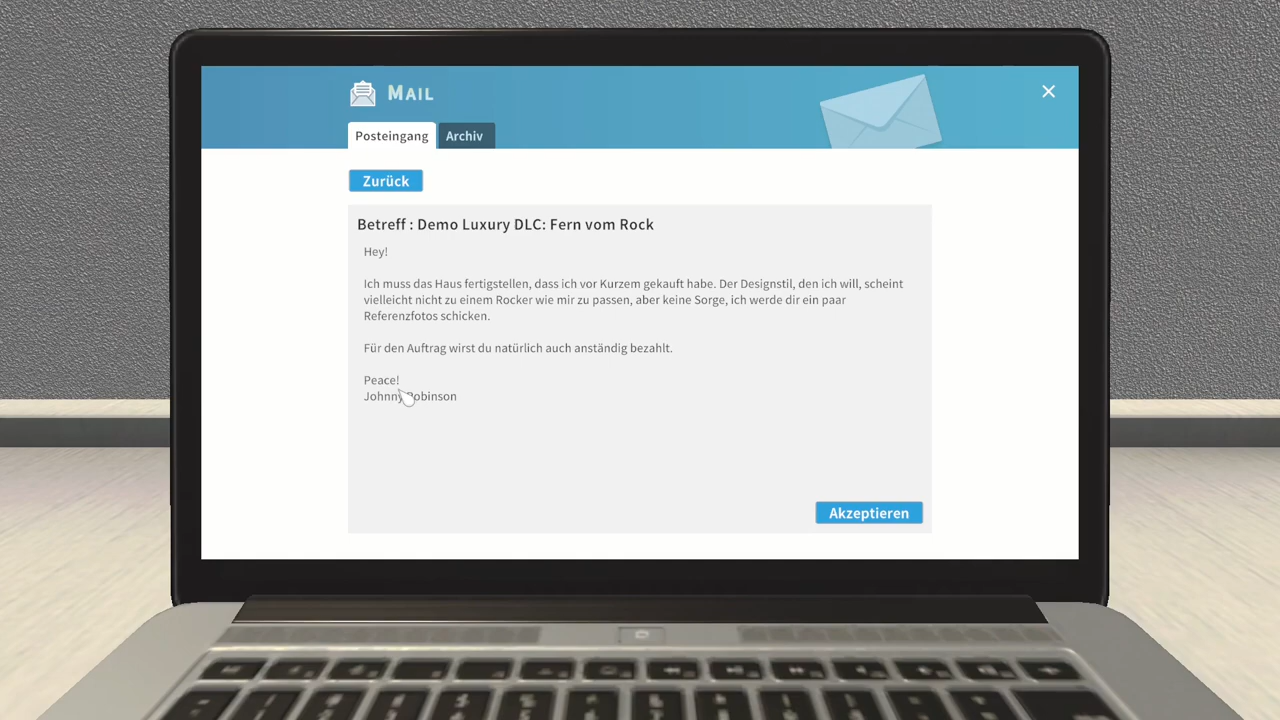 MAIL
Posteingang Archiv
Zurück
Betreff : Demo Luxury DLC: Fern vom Rock
Hey!
Ich muss das Haus fertigstellen, dass ich vor Kurzem gekauft habe. Der Designstil, den ich will, scheint
vielleicht nicht zu einem Rocker wie mir zu passen, aber keine Sorge, ich werde dir ein paar
Referenzfotos schicken.
Für den Auftrag wirst du natürlich auch anständig bezahlt.
Peace!
Johnny Robinson
Akzeptieren